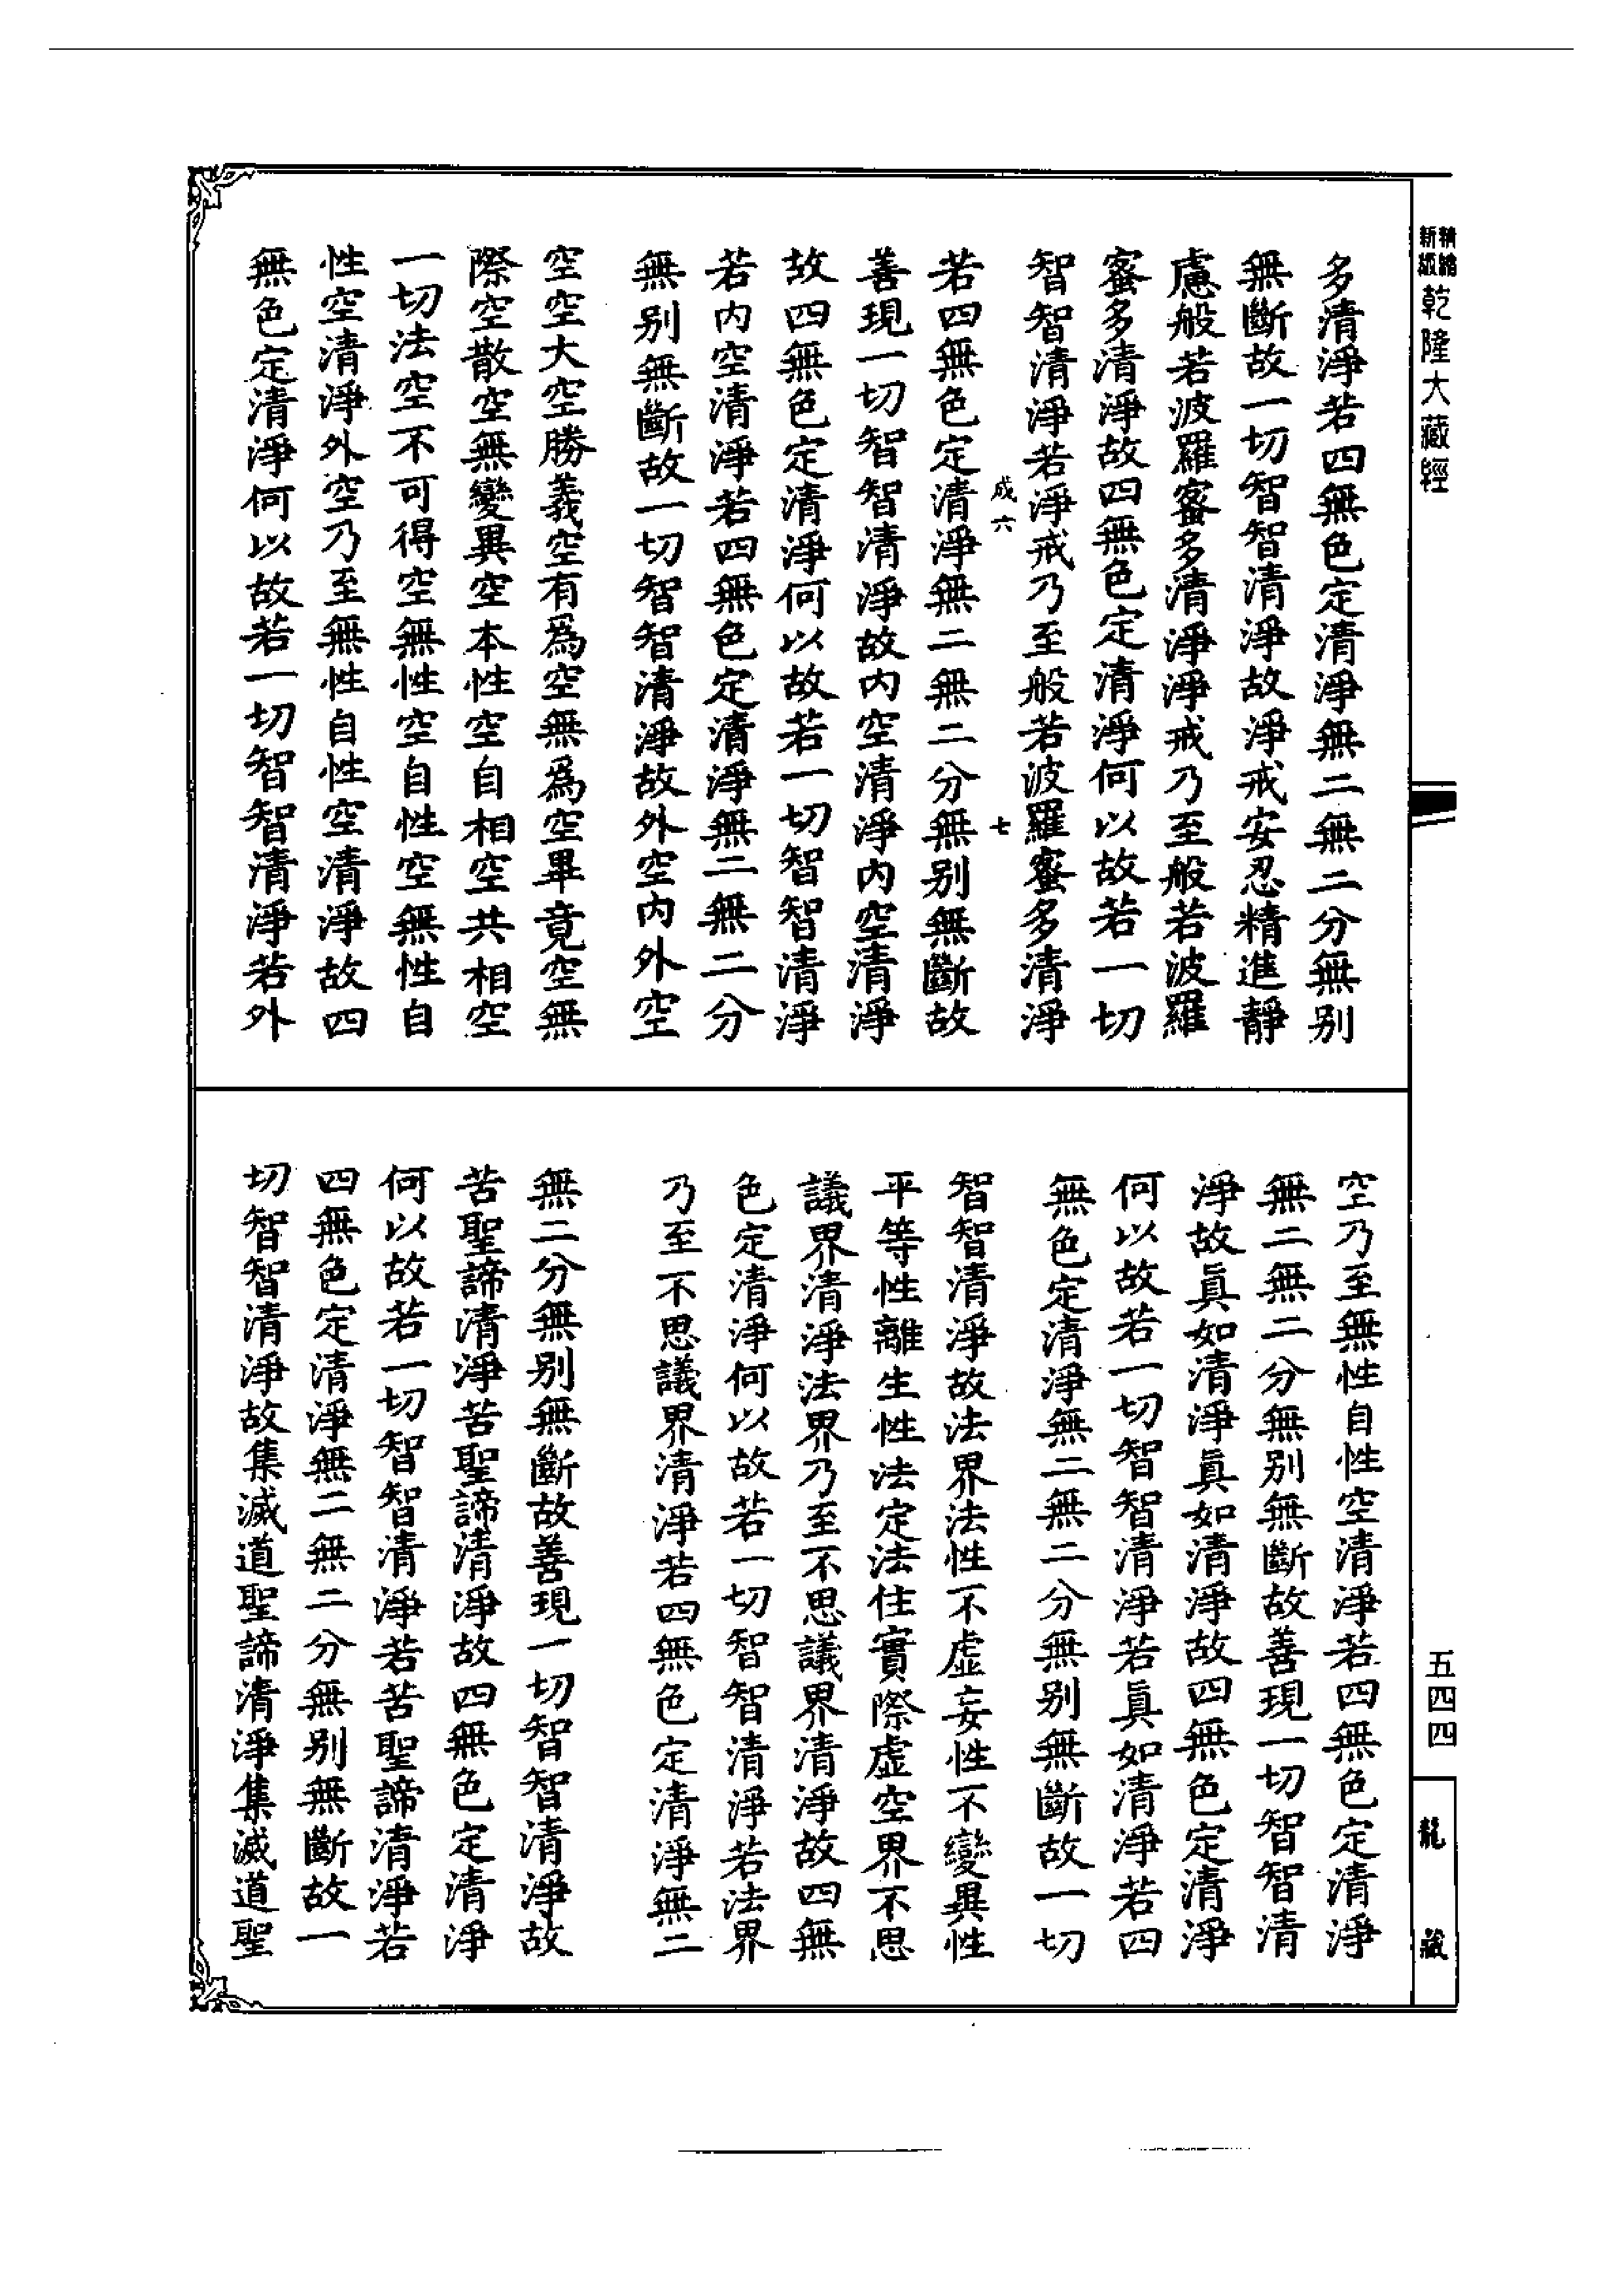 精縮
新縮
乾隆大藏經
五四四
龍藏
多清淨若四無色定清淨無二無二分無別
無斷故一切智智清淨故淨戒安忍精進靜
慮般若波羅蜜多清淨淨戒乃至般若波羅
蜜多清淨故四無色定清淨何以故若一切
智智清淨若淨戒乃至般若波羅蜜多清淨
成六
七
若四無色定清淨無二無二分無別無斷故
善現一切智智清淨故內空清淨內空清淨
故四無色定清淨何以故若一切智智清淨
若內空清淨若四無色定清淨無二無二分
無別無斷故一切智智清淨故外空內外空
空空大空勝義空有爲空無爲空畢竟空無
際空散空無變異空本性空自相空共相空
一切法空不可得空無性空自性空無性自
性空清淨外空乃至無性自性空清淨故四
無色定清淨何以故若一切智智清淨若外
空乃至無性自性空清淨若四無色定清淨
無二無二分無別無斷故善現一切智智清
淨故眞如清淨眞如清淨故四無色定清淨
何以故若一切智智清淨若眞如清淨若四
無色定清淨無二無二分無別無斷故一切
智智清淨故法界法性不虛妄性不變異性
平等性離生性法定法住實際虛空界不思
議界清淨法界乃至不思議界清淨故四無
色定清淨何以故若一切智智清淨若法界
乃至不思議界清淨若四無色定清淨無二
無二分無別無斷故善現一切智智清淨故
苦聖諦清淨苦聖諦清淨故四無色定清淨
何以故若一切智智清淨若苦聖諦清淨若
四無色定清淨無二無二分無別無斷故一
切智智清淨故集滅道聖諦清淨集滅道聖